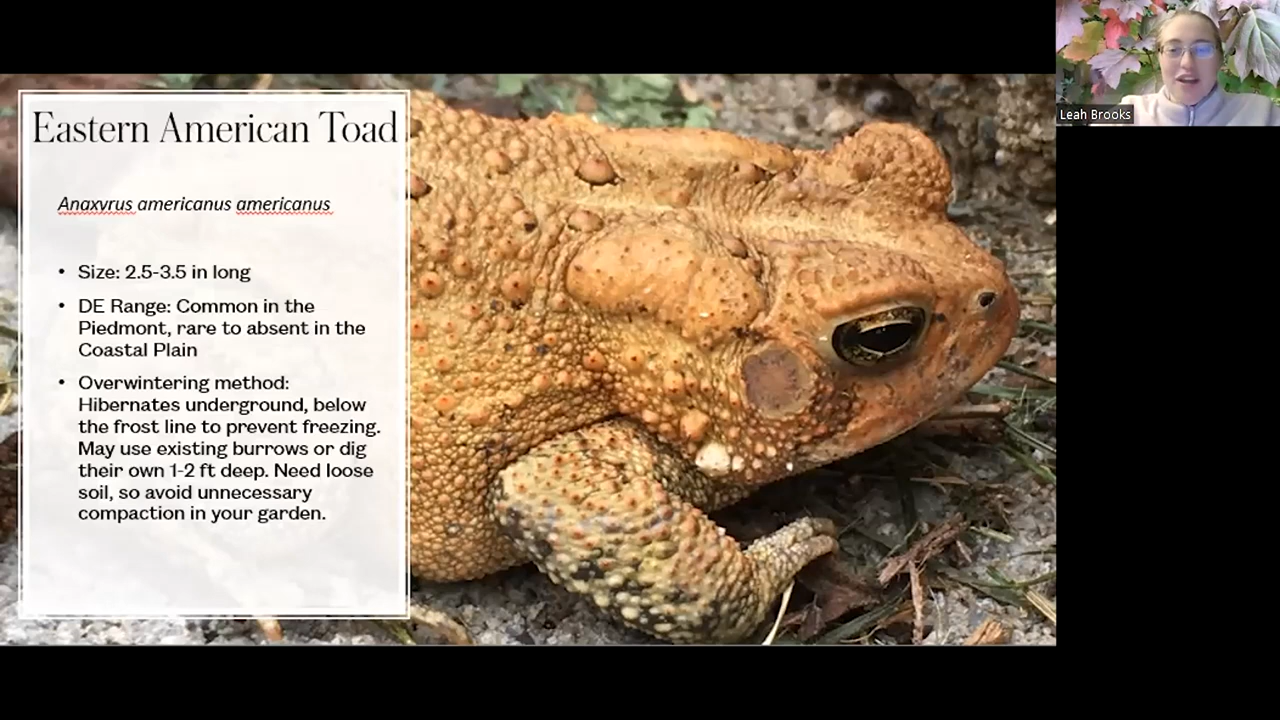 Eastern American Toad
Anaxyrus americanus americanus
• Size: 2.5-3.5 in long
• DE Range: Common in the
Piedmont, rare to absent in the
Coastal Plain
• Overwintering method:
Hibernates underground, below
the frost line to prevent freezing.
May use existing burrows or dig
their own 1-2 ft deep. Need loose
soil, so avoid unnecessary
compaction in your garden.
Leah Brooks